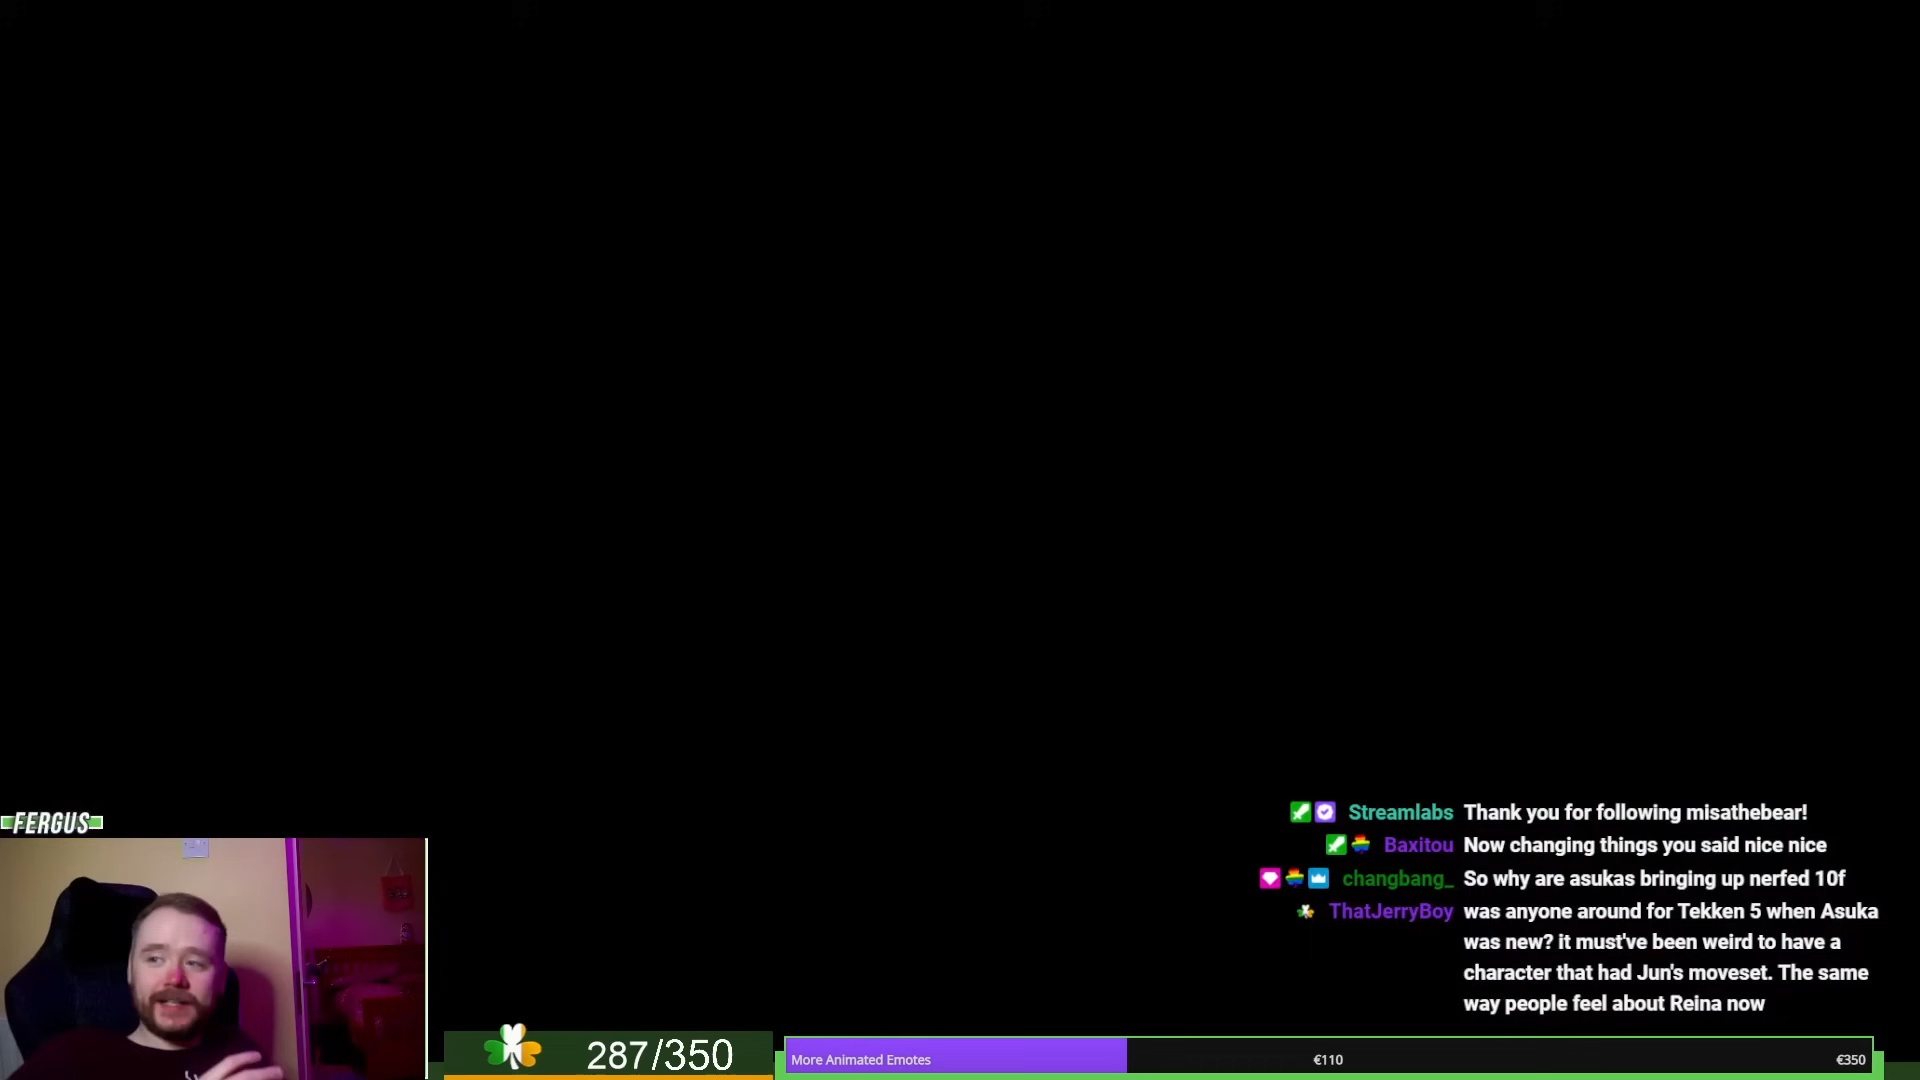 Streamlabs Thank you for following misathebear!
Baxitou Now changing things you said nice nice
changbang_ So why are asukas bringing up nerfed 10f
ThatJerryBoy was anyone around for Tekken 5 when Asuka
was new? it must've been weird to have a
character that had Jun's moveset. The same
way people feel about Reina now
FERGUS
287/350
More Animated Emotes €110 €350